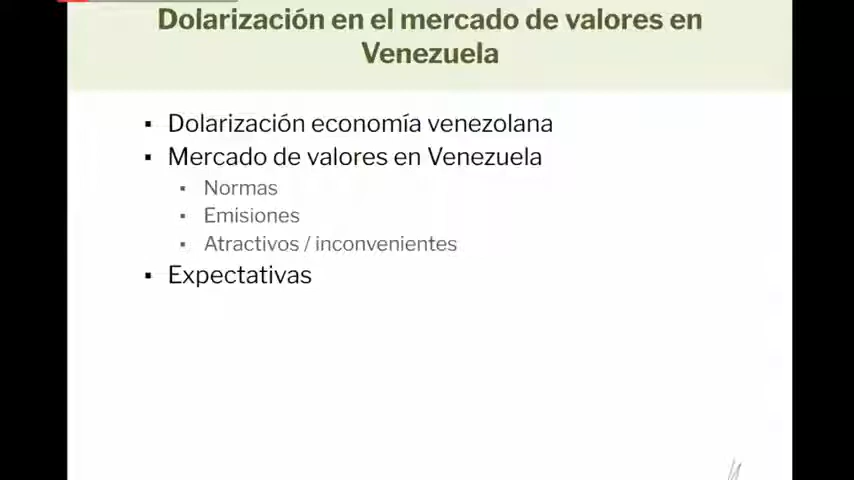 Dolarización en el mercado de valores en
Venezuela
▪ Dolarización economía venezolana
▪ Mercado de valores en Venezuela
▪ Normas
▪ Emisiones
▪ Atractivos / inconvenientes
▪ Expectativas